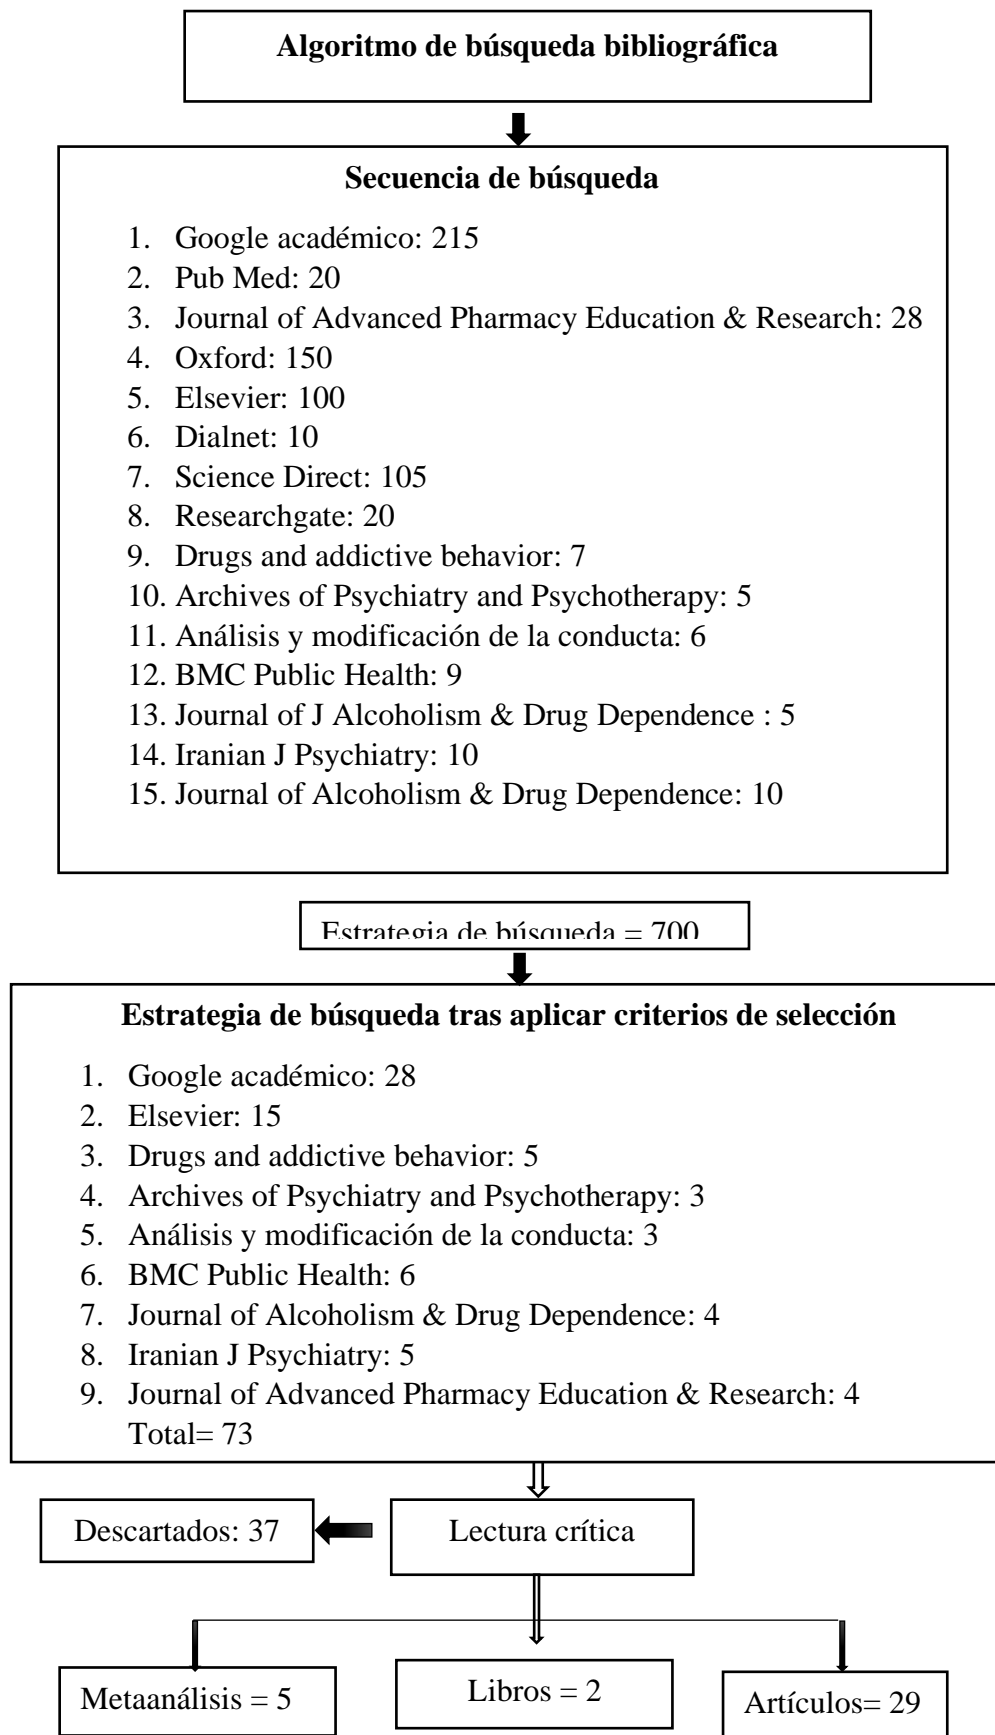 Algoritmo de búsqueda bibliográfica
Secuencia de búsqueda
1. Google académico: 215
2. Pub Med: 20
3. Journal of Advanced Pharmacy Education & Research: 28
4. Oxford: 150
5. Elsevier: 100
6. Dialnet: 10
7. Science Direct: 105
8. Researchgate: 20
9. Drugs and addictive behavior: 7
10. Archives of Psychiatry and Psychotherapy: 5
11. Análisis y modificación de la conducta: 6
12. BMC Public Health: 9
13. Journal of J Alcoholism & Drug Dependence : 5
14. Iranian J Psychiatry: 10
15. Journal of Alcoholism & Drug Dependence: 10
Estrategia de búsqueda = 700
Estrategia de búsqueda tras aplicar criterios de selección
1. Google académico: 28
2. Elsevier: 15
3. Drugs and addictive behavior: 5
4. Archives of Psychiatry and Psychotherapy: 3
5. Análisis y modificación de la conducta: 3
6. BMC Public Health: 6
7. Journal of Alcoholism & Drug Dependence: 4
8. Iranian J Psychiatry: 5
9. Journal of Advanced Pharmacy Education & Research: 4
Total= 73
Descartados: 37
Lectura crítica
Metaanálisis = 5
Libros = 2
Artículos= 29